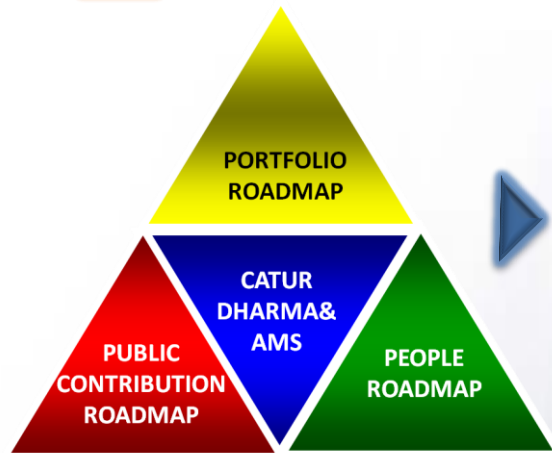 PORTFOLIO
ROADMAP
CATUR
DHARMA&
AMS
PUBLIC
CONTRIBUTION
ROADMAP
PEOPLE
ROADMAP